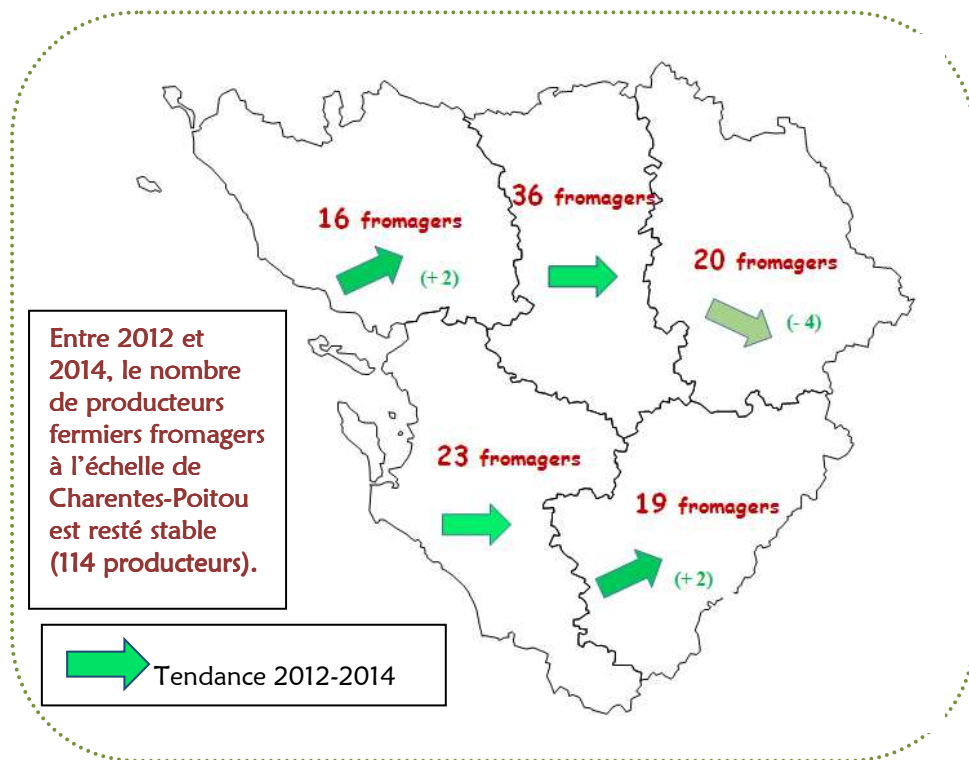 36 fromagers
16 fromagers
(+ 2)
20 fromagers
(- 4)
Entre 2012 et
2014, le nombre
de producteurs
fermiers fromagers
à l'échelle de
Charentes-Poitou
est resté stable
(114 producteurs).
23 fromagers
19 fromagers
(+ 2)
Tendance 2012-2014